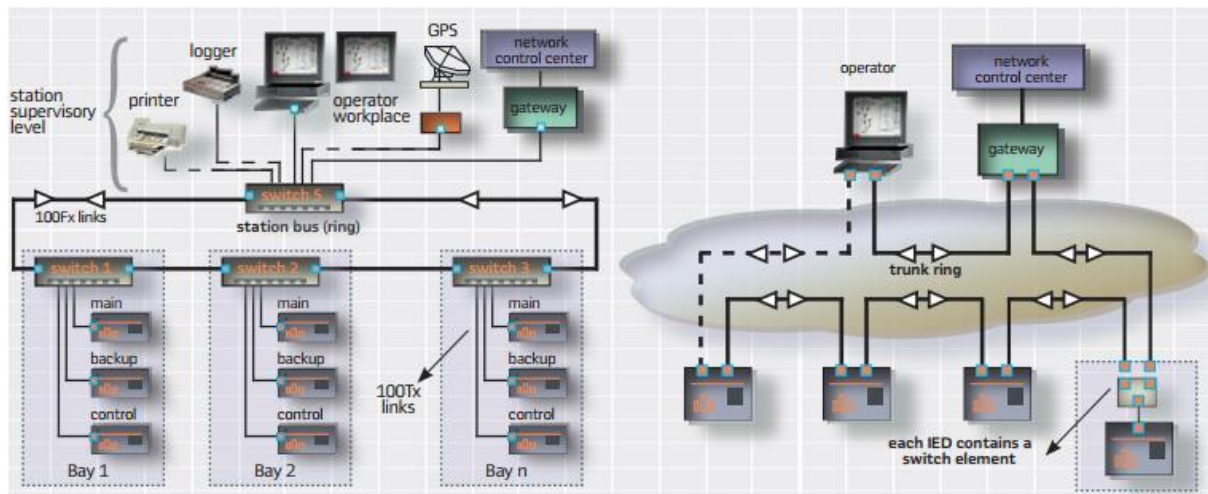 GPS
logger
network
control center
station
supervisory
level
printer
operator
workplace
gateway
switch 5
100Fx links
station bus (ring)
switch 1
switch 2
switch 3
main
main
main
backup
backup
backup
100Tx
links
control
control
control
Bay 1
Bay 2
Bay n
operator
network
control center
gateway
trunk ring
each IED contains a
switch element